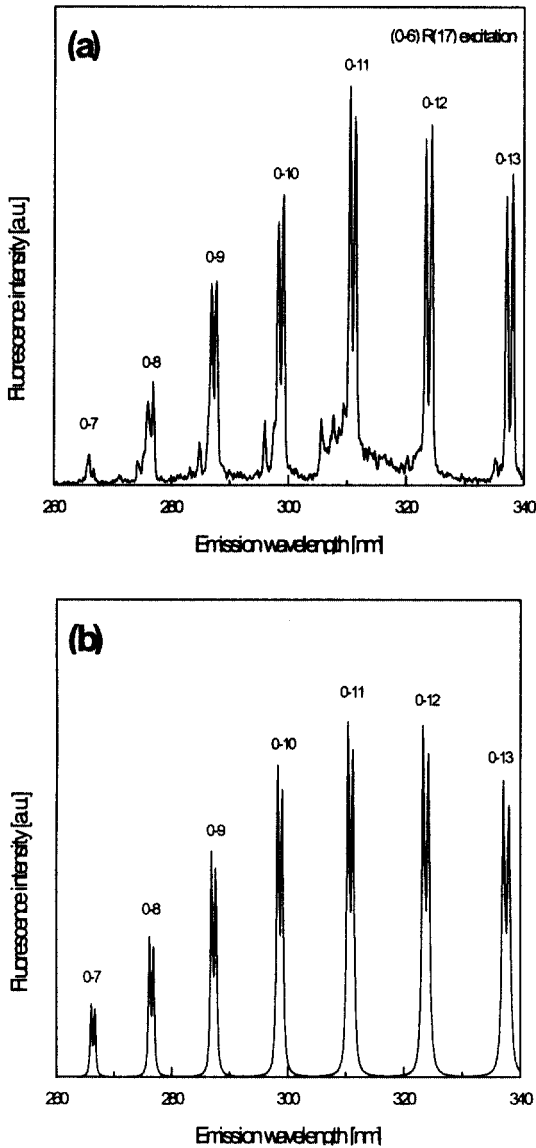 (a)
(0-6) R(17) excitation
0-11
0-12
0-13
0-10
0-9
0-8
0-7
Fluorescence intensity [a.u.]
260 280 300 320 340
Emission wavelength [nm]
(b)
0-11
0-12
0-13
0-10
0-9
0-8
0-7
Fluorescence intensity [a.u.]
260 280 300 320 340
Emission wavelength [nm]